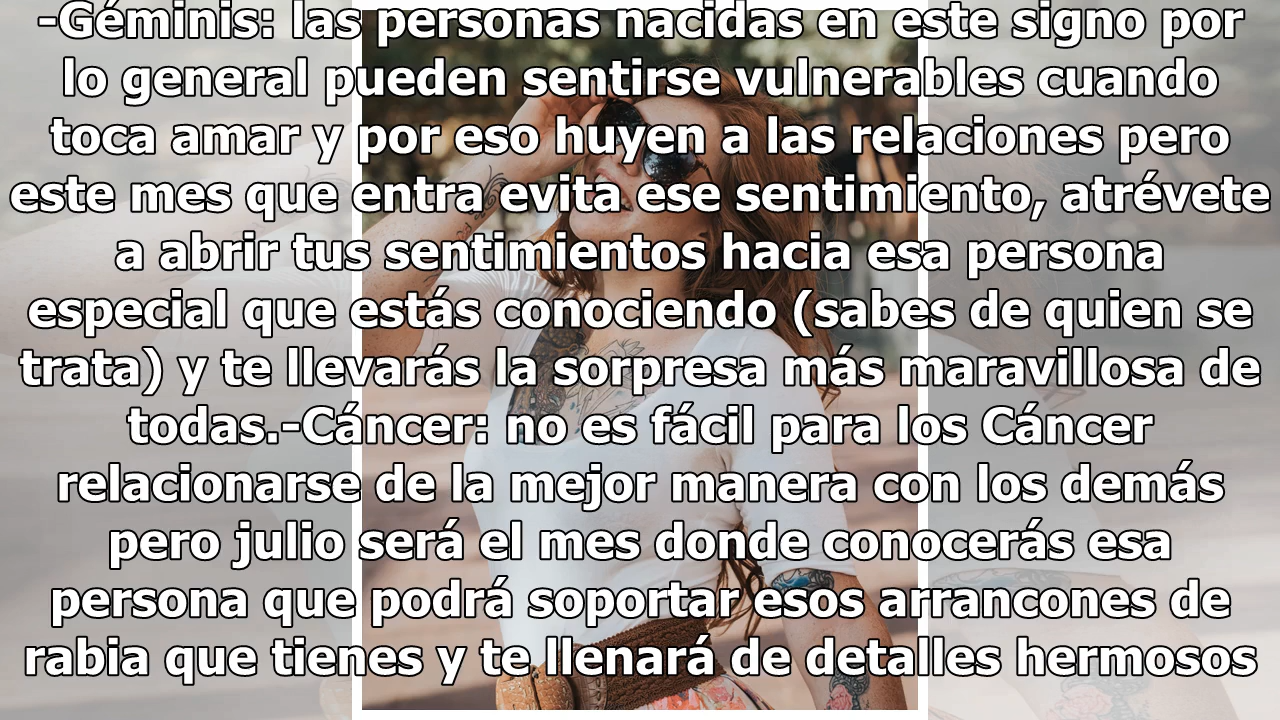 -Géminis: las personas nacidas en este signo por
lo general pueden sentirse vulnerables cuando
toca amar y por eso huyen a las relaciones pero
este mes que entra evita ese sentimiento, atrévete
a abrir tus sentimientos hacia esa persona
especial que estás conociendo (sabes de quien se
trata) y te llevarás la sorpresa más maravillosa de
todas.-Cáncer: no es fácil para los Cáncer
relacionarse de la mejor manera con los demás
pero julio será el mes donde conocerás esa
persona que podrá soportar esos arrancones de
rabia que tienes y te llenará de detalles hermosos